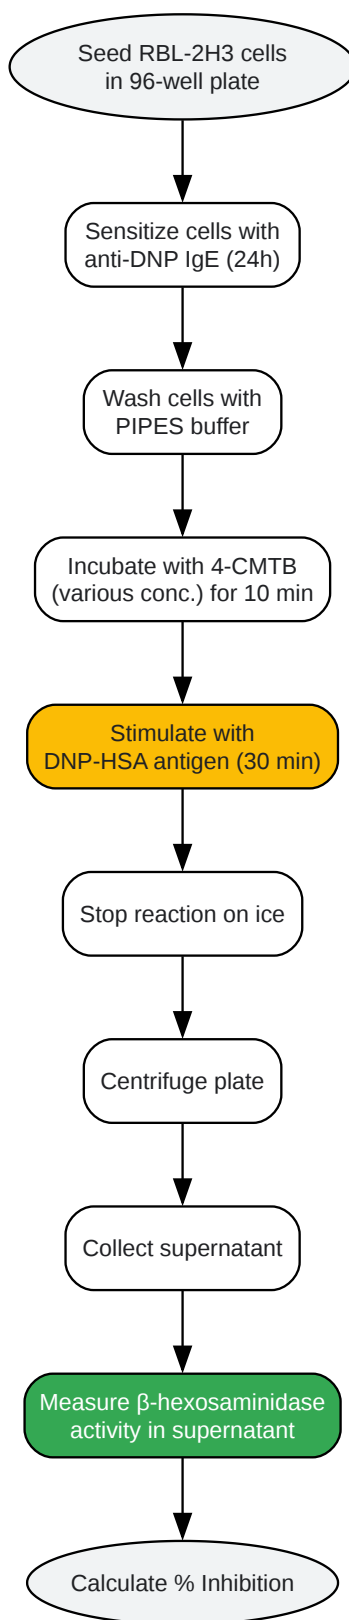 Seed RBL-2H3 cells
in 96-well plate
Sensitize cells with
anti-DNP IgE (24h)
Wash cells with
PIPES buffer
Incubate with 4-CMTB
(various conc.) for 10 min
Stimulate with
DNP-HSA antigen (30 min)
Stop reaction on ice
Centrifuge plate
Collect supernatant
Measure β-hexosaminidase
activity in supernatant
Calculate % Inhibition